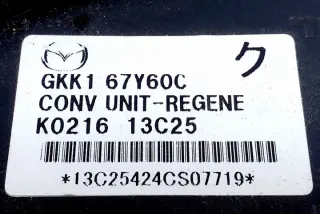 ク
GKK1 67Y60C
CONV UNIT-REGENE
K0216 13C25
*13C25424CS07719*